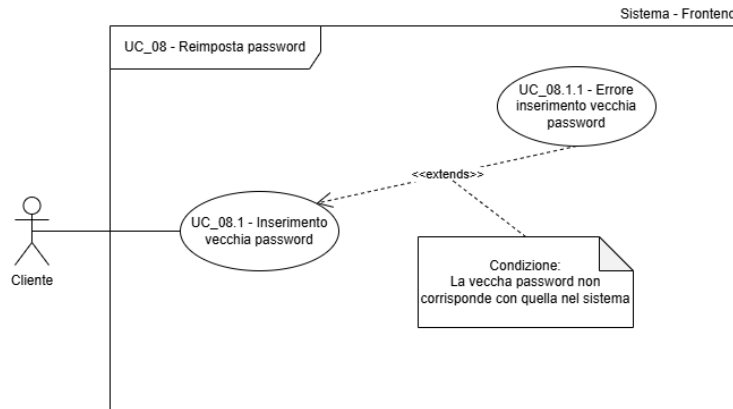 Sistema - Frontend
UC_08 - Reimposta password
UC_08.1.1 - Errore
inserimento vecchia
password
<<extends>>
UC_08.1 - Inserimento
vecchia password
Cliente
Condizione:
La veccha password non
corrisponde con quella nel sistema